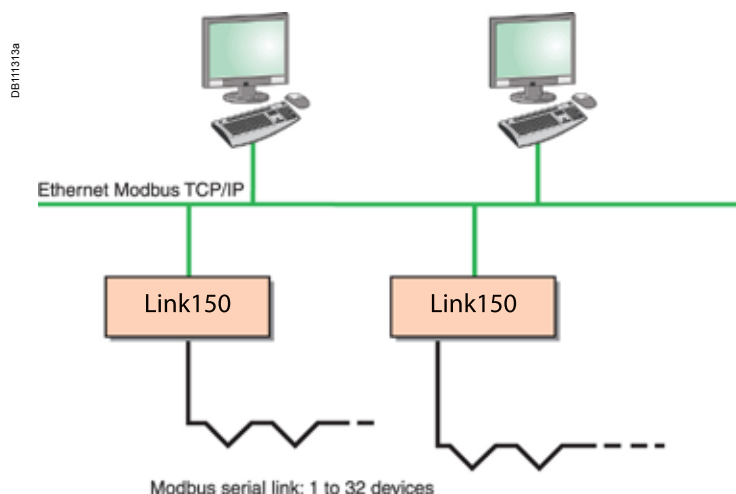 DB111313a
Ethernet Modbus TCP/IP
Link150
Link150
Modbus serial link: 1 to 32 devices